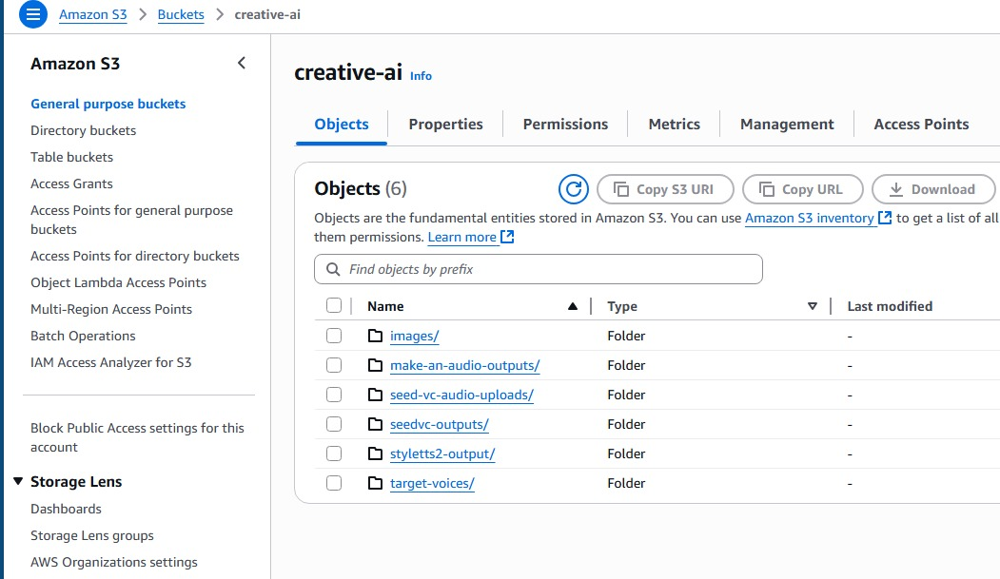 Amazon S3 > Buckets > creative-ai
Amazon S3
General purpose buckets
Directory buckets
Table buckets
Access Grants
Access Points for general purpose
buckets
Access Points for directory buckets
Object Lambda Access Points
Multi-Region Access Points
Batch Operations
IAM Access Analyzer for S3
Block Public Access settings for this
account
Storage Lens
Dashboards
Storage Lens groups
AWS Organizations settings
creative-ai Info
Objects Properties Permissions Metrics Management Access Points
Objects (6) Copy S3 URI Copy URL Download
Objects are the fundamental entities stored in Amazon S3. You can use Amazon S3 inventory to get a list of all
them permissions. Learn more
Find objects by prefix
Name Type Last modified
images/ Folder -
make-an-audio-outputs/ Folder -
seed-vc-audio-uploads/ Folder -
seedvc-outputs/ Folder -
styletts2-output/ Folder -
target-voices/ Folder -